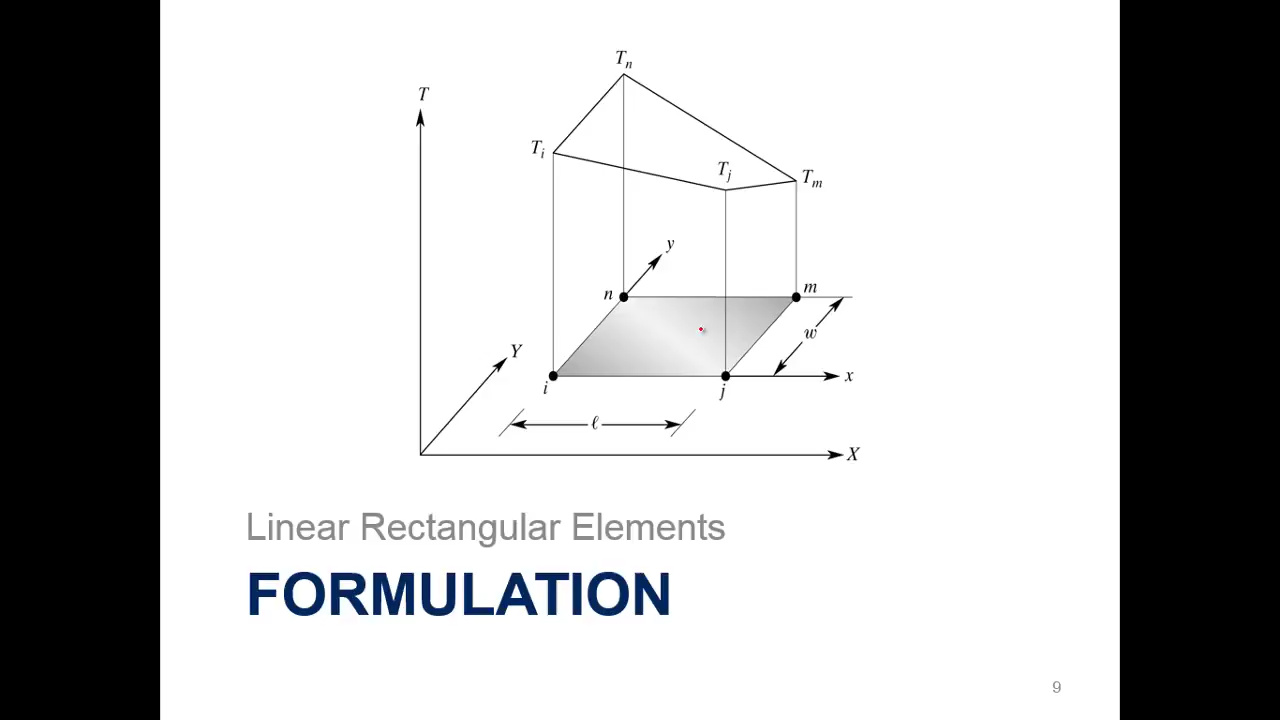 Tn
T
Ti
Tj
Tm
y
n
m
w
Y
x
i
j
ℓ
X
Linear Rectangular Elements
FORMULATION
9